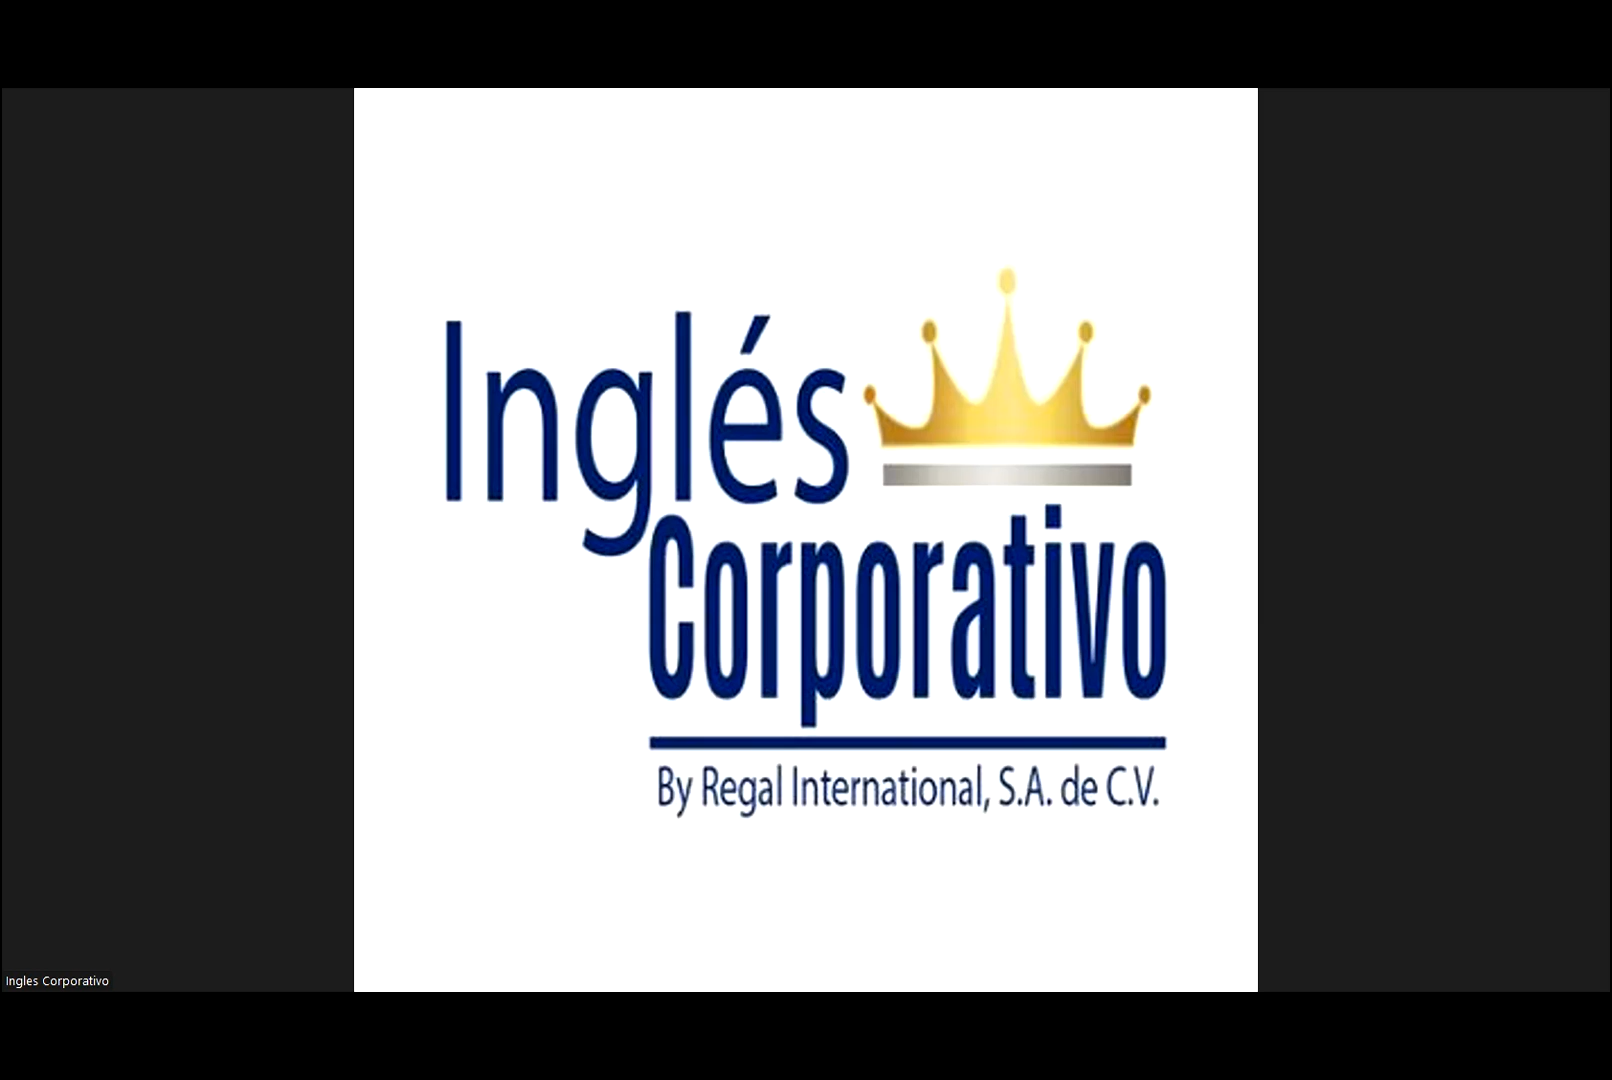 Inglés
Corporativo
By Regal International, S.A. de C.V.
Ingles Corporativo